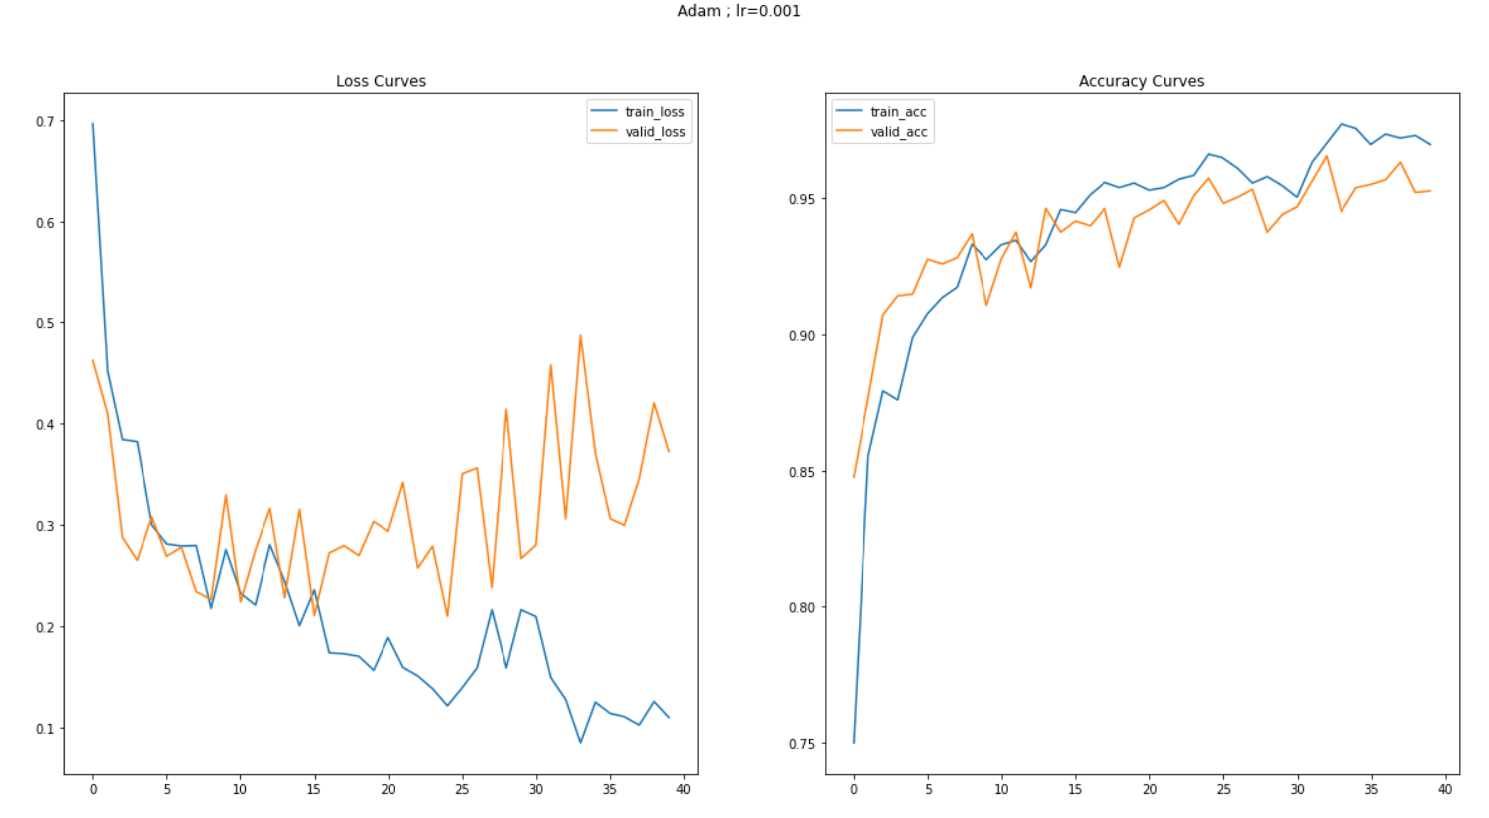 Adam ; lr=0.001
Loss Curves
train_loss
valid_loss
0.7
0.6
0.5
0.4
0.3
0.2
0.1
0 5 10 15 20 25 30 35 40
Accuracy Curves
train_acc
valid_acc
0.95
0.90
0.85
0.80
0.75
0 5 10 15 20 25 30 35 40